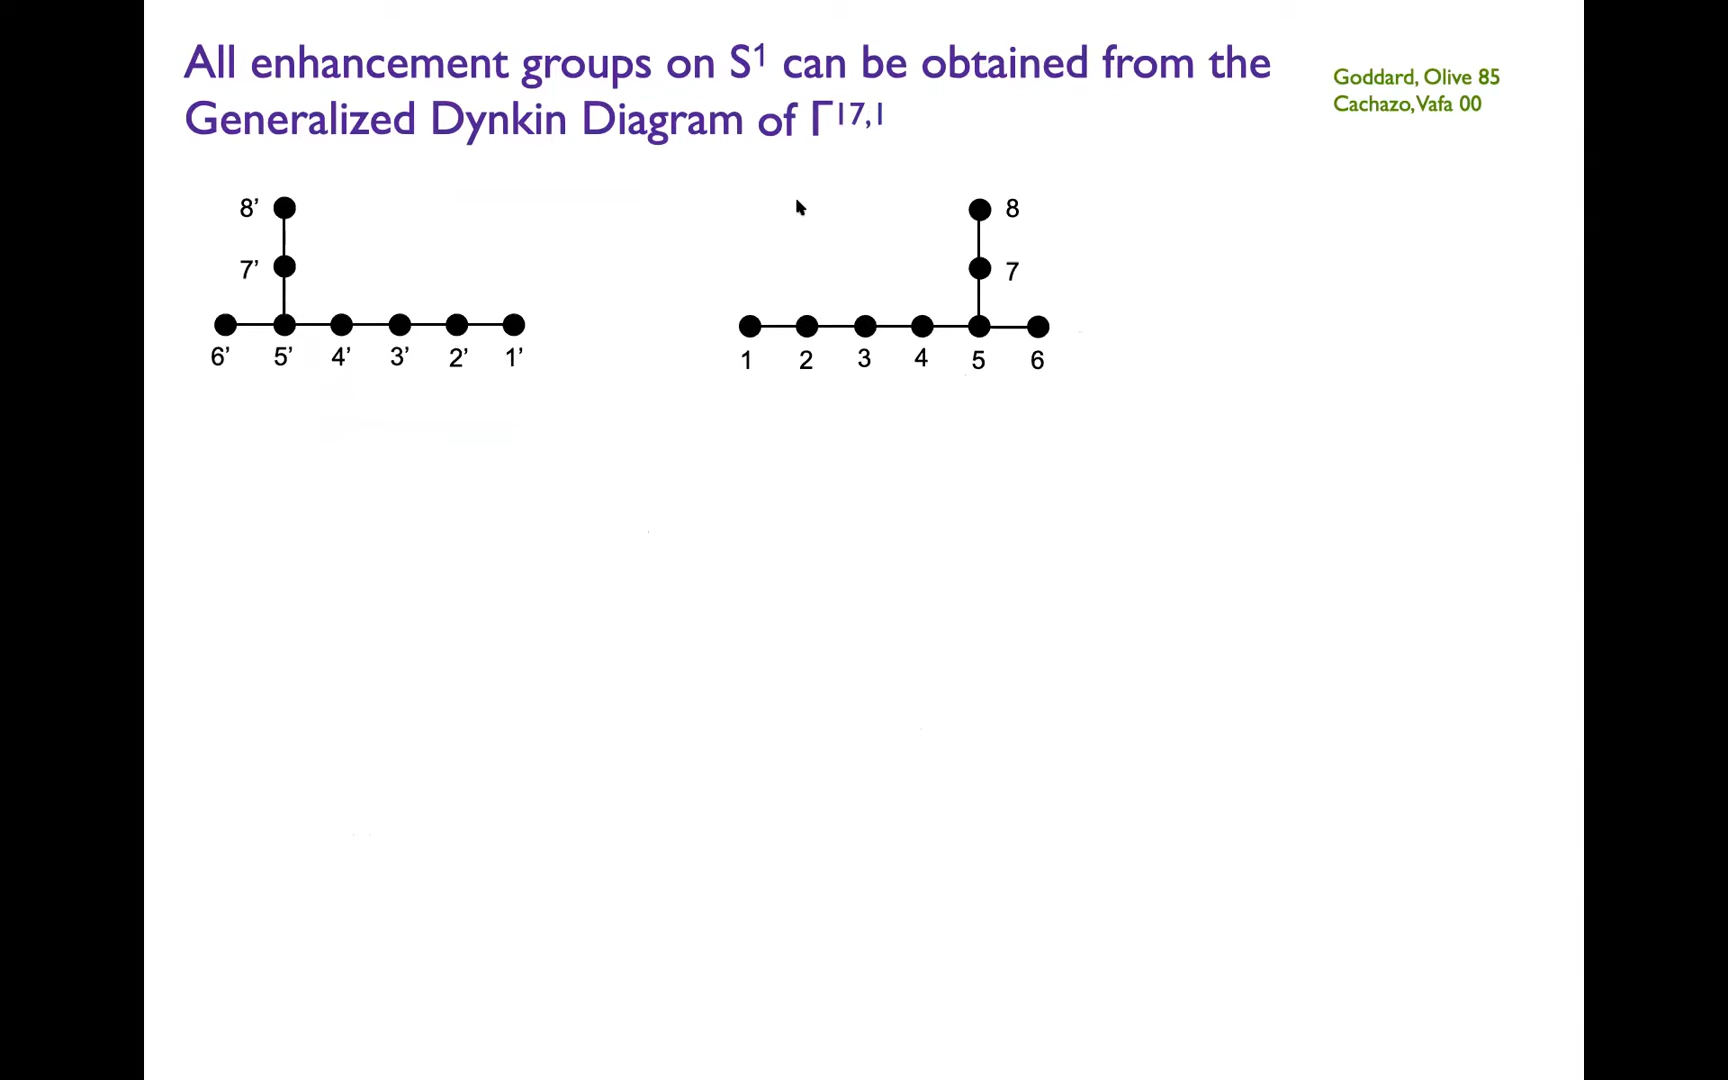 All enhancement groups on S¹ can be obtained from the
Generalized Dynkin Diagram of Γ¹⁷,¹
Goddard, Olive 85
Cachazo, Vafa 00
8’
7’
6’ 5’ 4’ 3’ 2’ 1’
8
7
1 2 3 4 5 6